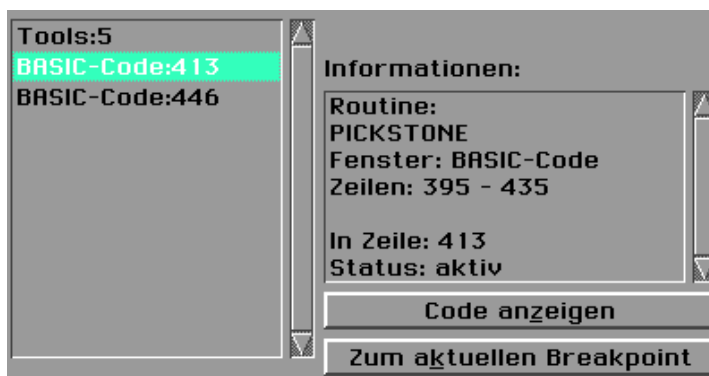 Tools:5
BASIC-Code:413
BASIC-Code:446
Informationen:
Routine:
PICKSTONE
Fenster: BASIC-Code
Zeilen: 395 - 435
In Zeile: 413
Status: aktiv
Code anzeigen
Zum aktuellen Breakpoint